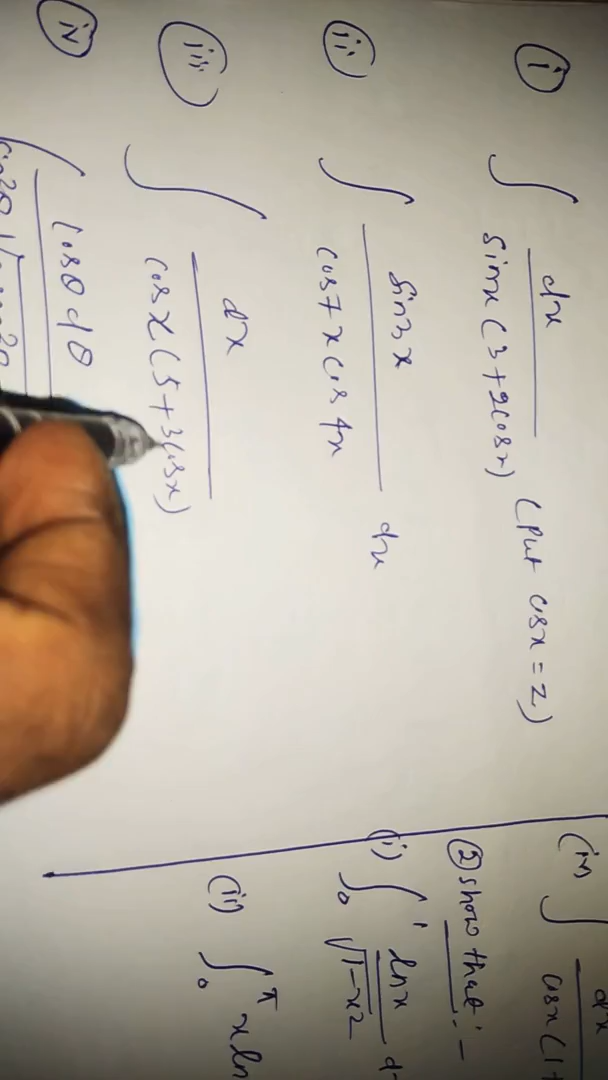 (i) ∫ dx / sinx (3+2cosx) (Put cosx = z)
(ii) ∫ sin3x / cos7x cos4x dx
(iii) ∫ dx / cosx (5+3cosx)
(iv) ∫ cosθ dθ
(iv) ∫ dx / cosx (1+
② show that :-
(i) ∫₀¹ lnx / √1-x²
(ii) ∫₀^π x ln